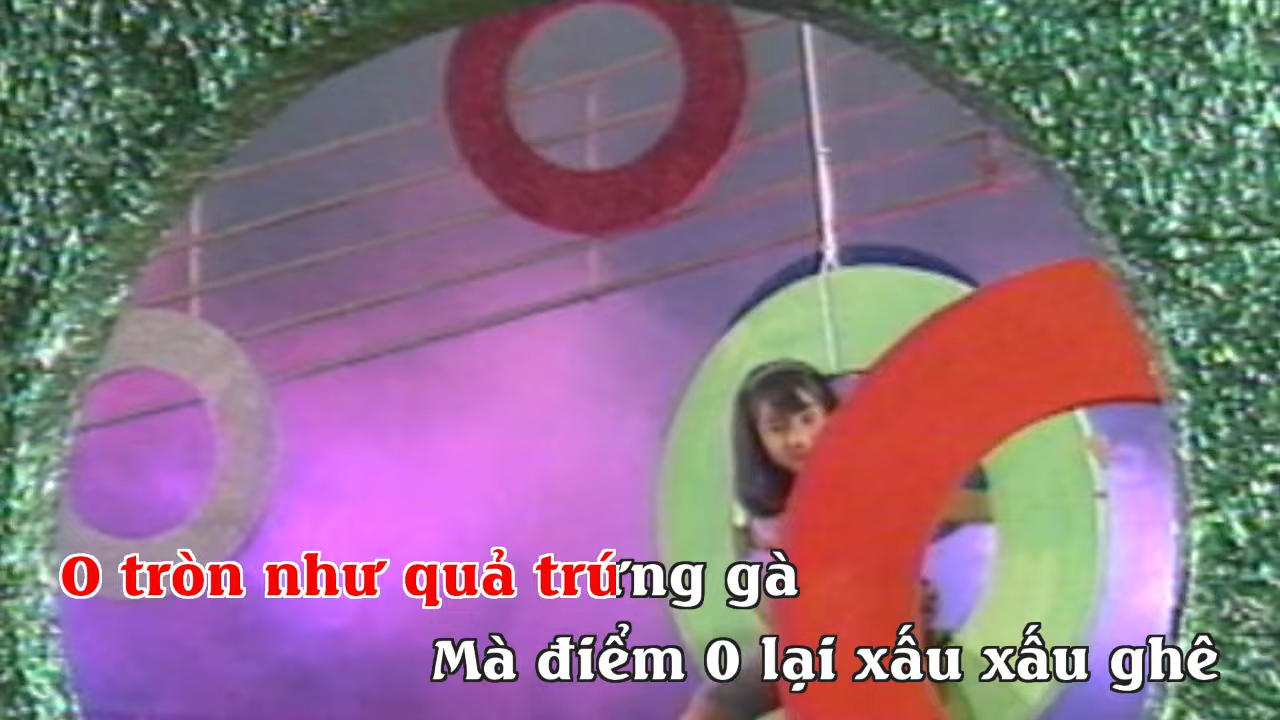 O tròn như quả trứng gà
Mà điểm 0 lại xấu xấu ghê